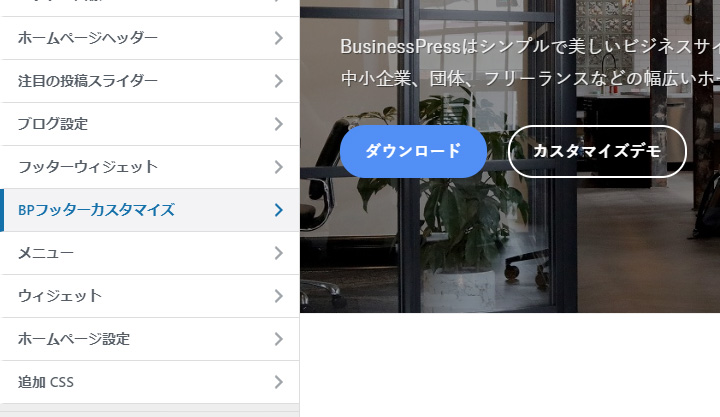 ホームページヘッダー
注目の投稿スライダー
ブログ設定
フッターウィジェット
BPフッターカスタマイズ
メニュー
ウィジェット
ホームページ設定
追加 CSS
BusinessPressはシンプルで美しいビジネスサイ
中小企業、団体、フリーランスなどの幅広いホー
ダウンロード
カスタマイズデモ